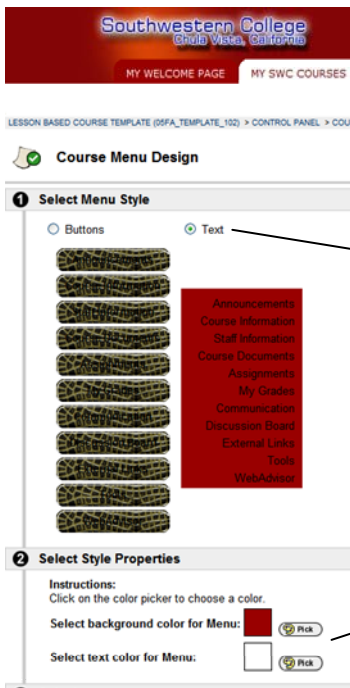 Southwestern College
Chula Vista, California
MY WELCOME PAGE MY SWC COURSES
LESSON BASED COURSE TEMPLATE (05FA_TEMPLATE_102) > CONTROL PANEL > COU
Course Menu Design
1 Select Menu Style
Buttons Text
Announcements
Course Information
Staff Information
Course Documents
Assignments
My Grades
Communication
Discussion Board
External Links
Tools
WebAdvisor
2 Select Style Properties
Instructions:
Click on the color picker to choose a color.
Select background color for Menu: Pick
Select text color for Menu: Pick